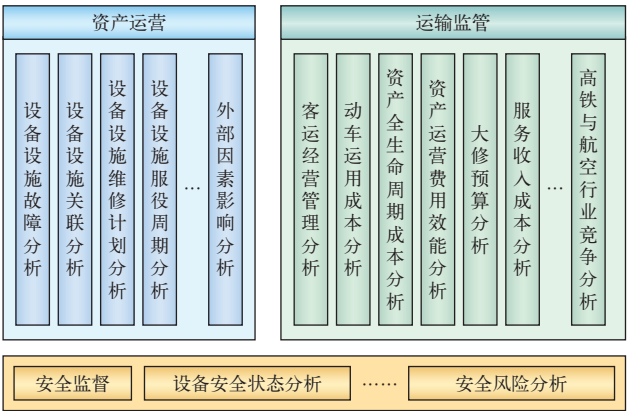 资产运营
设备设施故障分析
设备设施关联分析
设备设施维修计划分析
设备设施服役周期分析
…
外部因素影响分析
运输监管
客运经营管理分析
动车运用成本分析
资产全生命周期成本分析
资产运营费用效能分析
大修预算分析
服务收入成本分析
…
高铁与航空行业竞争分析
安全监督
设备安全状态分析
……
安全风险分析